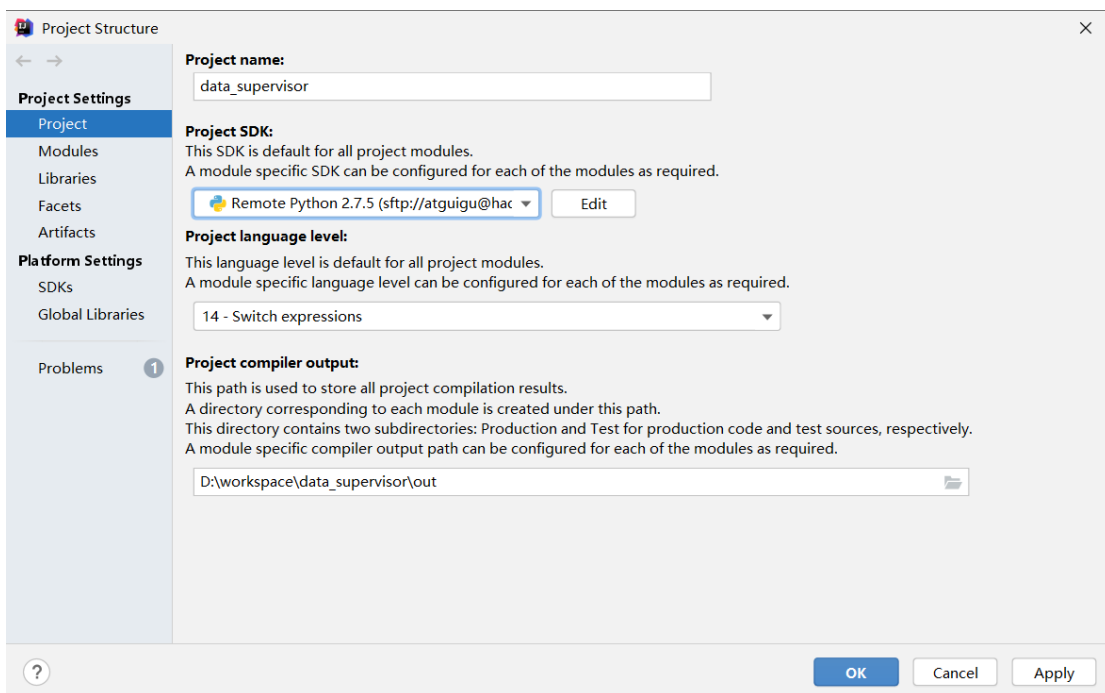 Project Structure
Project Settings
Project
Modules
Libraries
Facets
Artifacts
Platform Settings
SDKs
Global Libraries
Problems
1
Project name:
data_supervisor
Project SDK:
This SDK is default for all project modules.
A module specific SDK can be configured for each of the modules as required.
Remote Python 2.7.5 (sftp://atguigu@hac
Edit
Project language level:
This language level is default for all project modules.
A module specific language level can be configured for each of the modules as required.
14 - Switch expressions
Project compiler output:
This path is used to store all project compilation results.
A directory corresponding to each module is created under this path.
This directory contains two subdirectories: Production and Test for production code and test sources, respectively.
A module specific compiler output path can be configured for each of the modules as required.
D:\workspace\data_supervisor\out
?
OK
Cancel
Apply